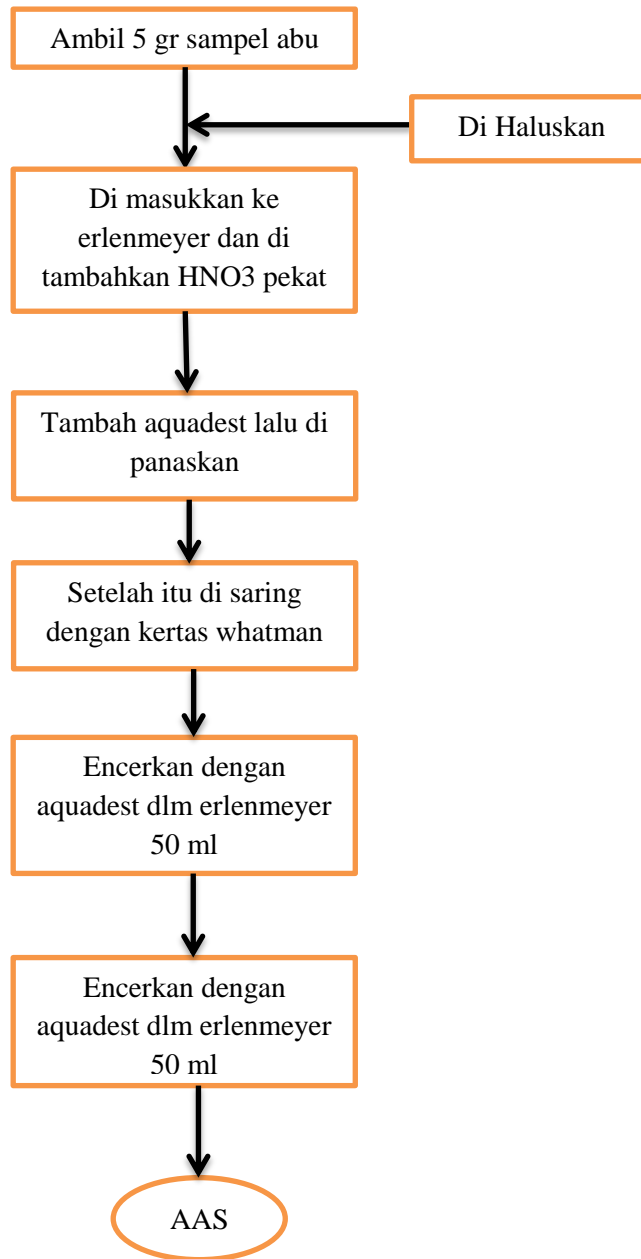 Ambil 5 gr sampel abu
Di Haluskan
Di masukkan ke
erlenmeyer dan di
tambahkan HNO3 pekat
Tambah aquadest lalu di
panaskan
Setelah itu di saring
dengan kertas whatman
Encerkan dengan
aquadest dlm erlenmeyer
50 ml
Encerkan dengan
aquadest dlm erlenmeyer
50 ml
AAS